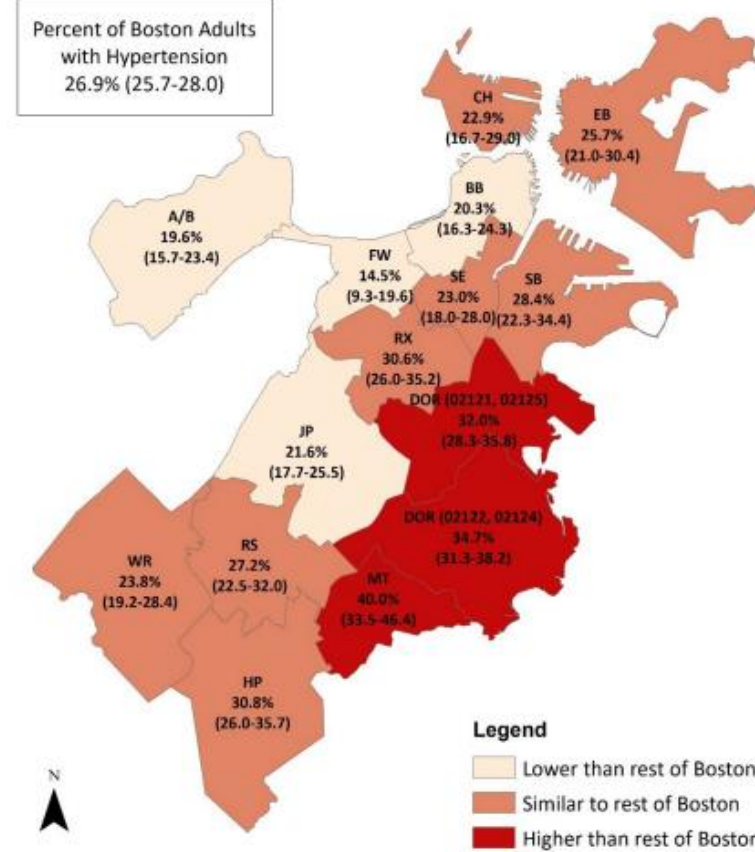 Percent of Boston Adults
with Hypertension
26.9% (25.7-28.0)
CH
22.9%
(16.7-29.0)
EB
25.7%
(21.0-30.4)
BB
20.3%
(16.3-24.3)
A/B
19.6%
(15.7-23.4)
FW
14.5%
(9.3-19.6)
SE
23.0%
(18.0-28.0)
SB
28.4%
(22.3-34.4)
RX
30.6%
(26.0-35.2)
DOR (02121, 02125)
32.0%
(28.3-35.8)
JP
21.6%
(17.7-25.5)
DOR (02122, 02124)
34.7%
(31.3-38.2)
WR
23.8%
(19.2-28.4)
RS
27.2%
(22.5-32.0)
MT
40.0%
(33.5-46.4)
HP
30.8%
(26.0-35.7)
N
Legend
Lower than rest of Boston
Similar to rest of Boston
Higher than rest of Boston